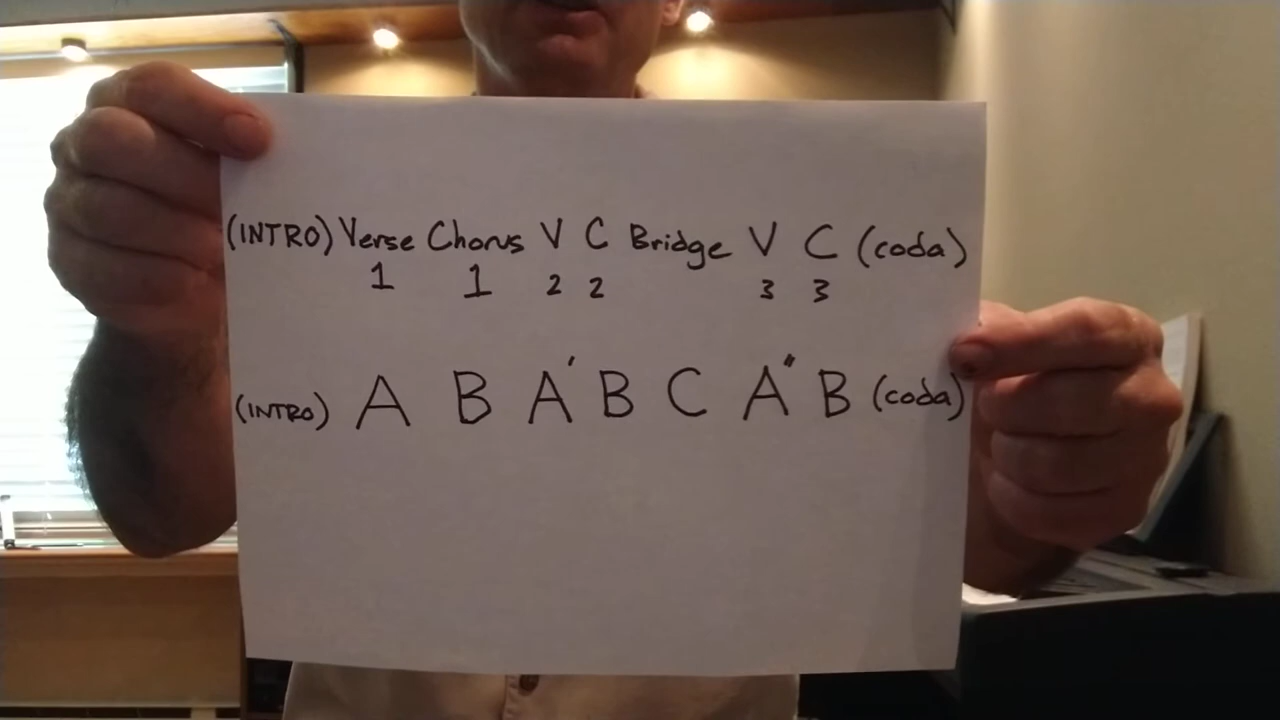 (INTRO) Verse Chorus V C Bridge V C (coda)
1 1 2 2 3 3
(INTRO) A B A' B C A" B (coda)